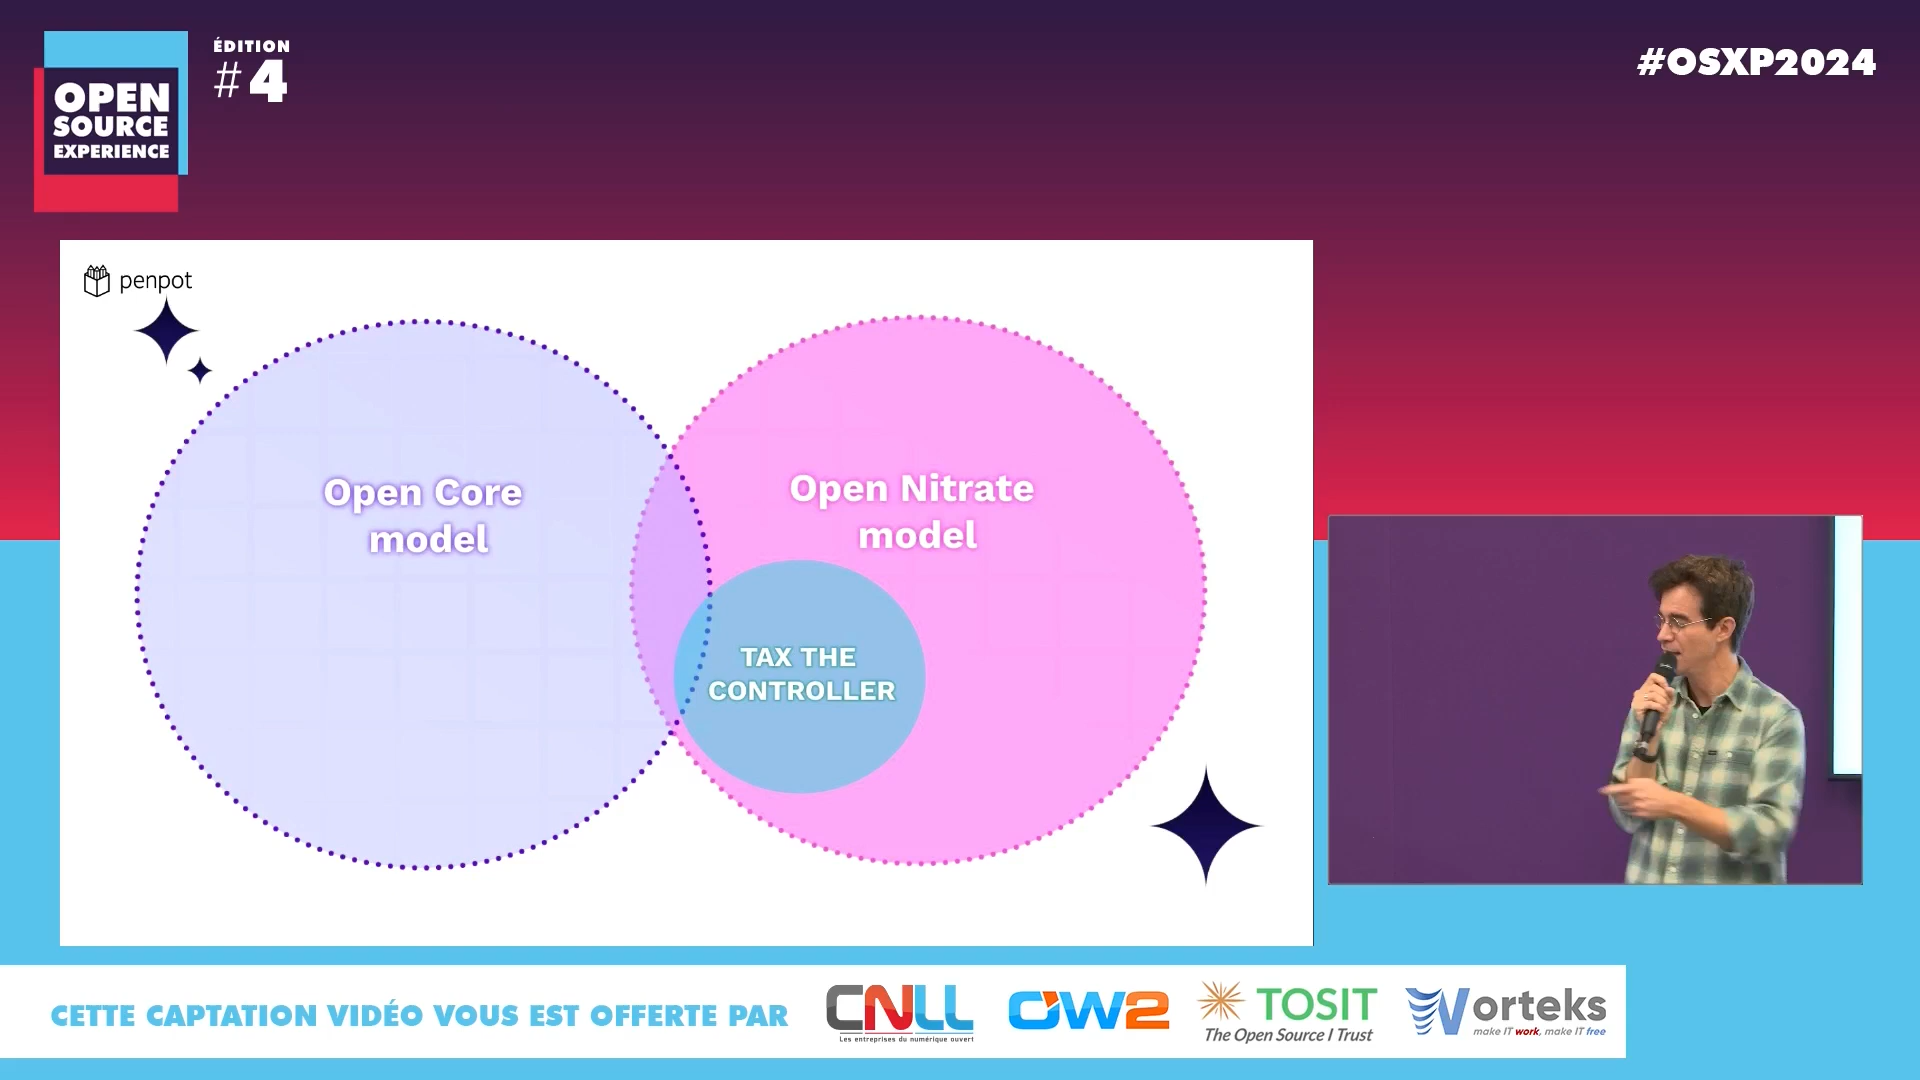 ÉDITION
#4
OPEN
SOURCE
EXPERIENCE
#OSXP2024
penpot
Open Core
model
Open Nitrate
model
TAX THE
CONTROLLER
CETTE CAPTATION VIDÉO VOUS EST OFFERTE PAR
CNLL
Les entreprises du numérique ouvert
OW2
TOSIT
The Open Source I Trust
Worteks
make IT work, make IT free